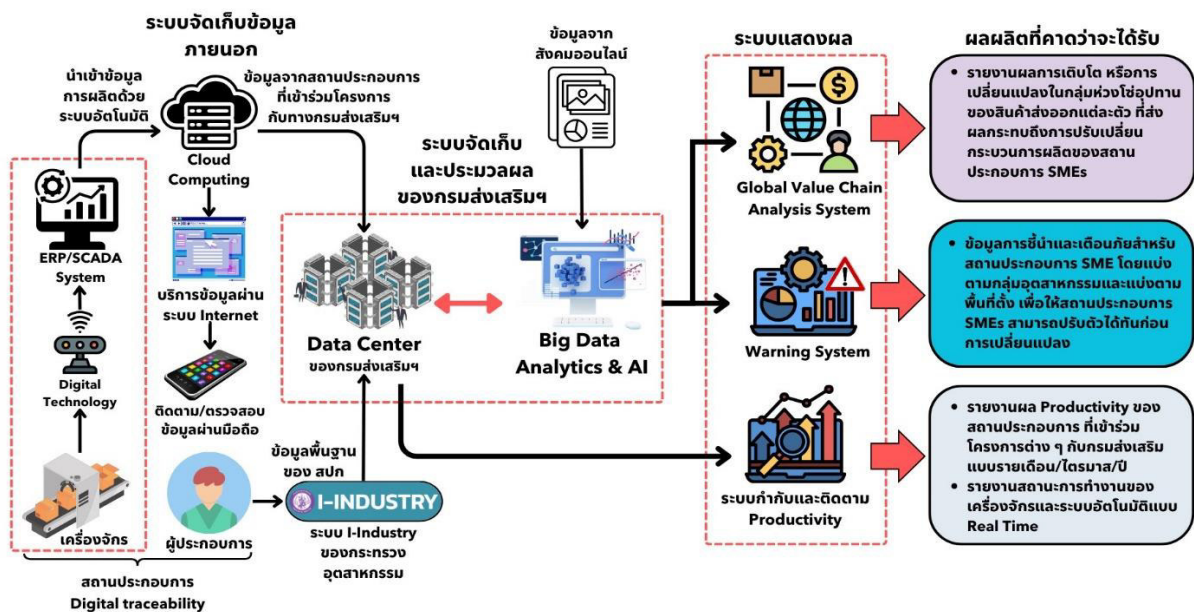 ระบบจัดเก็บข้อมูล
ภายนอก
นำเข้าข้อมูล
การผลิตด้วย
ระบบอัตโนมัติ
Cloud
Computing
ข้อมูลจากสถานประกอบการ
ที่เข้าร่วมโครงการ
กับทางกรมส่งเสริมฯ
ERP/SCADA
System
Digital
Technology
เครื่องจักร
บริการข้อมูลผ่าน
ระบบ Internet
ติดตาม/ตรวจสอบ
ข้อมูลผ่านมือถือ
ผู้ประกอบการ
สถานประกอบการ
Digital traceability
ข้อมูลพื้นฐาน
ของ สปก
I-INDUSTRY
ระบบ I-Industry
ของกระทรวง
อุตสาหกรรม
ข้อมูลจาก
สังคมออนไลน์
ระบบจัดเก็บ
และประมวลผล
ของกรมส่งเสริมฯ
Data Center
ของกรมส่งเสริมฯ
Big Data
Analytics & AI
ระบบแสดงผล
Global Value Chain
Analysis System
Warning System
ระบบกำกับและติดตาม
Productivity
ผลผลิตที่คาดว่าจะได้รับ
• รายงานผลการเติบโต หรือการ
เปลี่ยนแปลงในกลุ่มห่วงโซ่อุปทาน
ของสินค้าส่งออกแต่ละตัว ที่ส่ง
ผลกระทบถึงการปรับเปลี่ยน
กระบวนการผลิตของสถาน
ประกอบการ SMEs
• ข้อมูลการชี้นำและเตือนภัยสำหรับ
สถานประกอบการ SME โดยแบ่ง
ตามกลุ่มอุตสาหกรรมและแบ่งตาม
พื้นที่ตั้ง เพื่อให้สถานประกอบการ
SMEs สามารถปรับตัวได้ทันก่อน
การเปลี่ยนแปลง
• รายงานผล Productivity ของ
สถานประกอบการ ที่เข้าร่วม
โครงการต่าง ๆ กับกรมส่งเสริม
แบบรายเดือน/ไตรมาส/ปี
• รายงานสถานะการทำงานของ
เครื่องจักรและระบบอัตโนมัติแบบ
Real Time